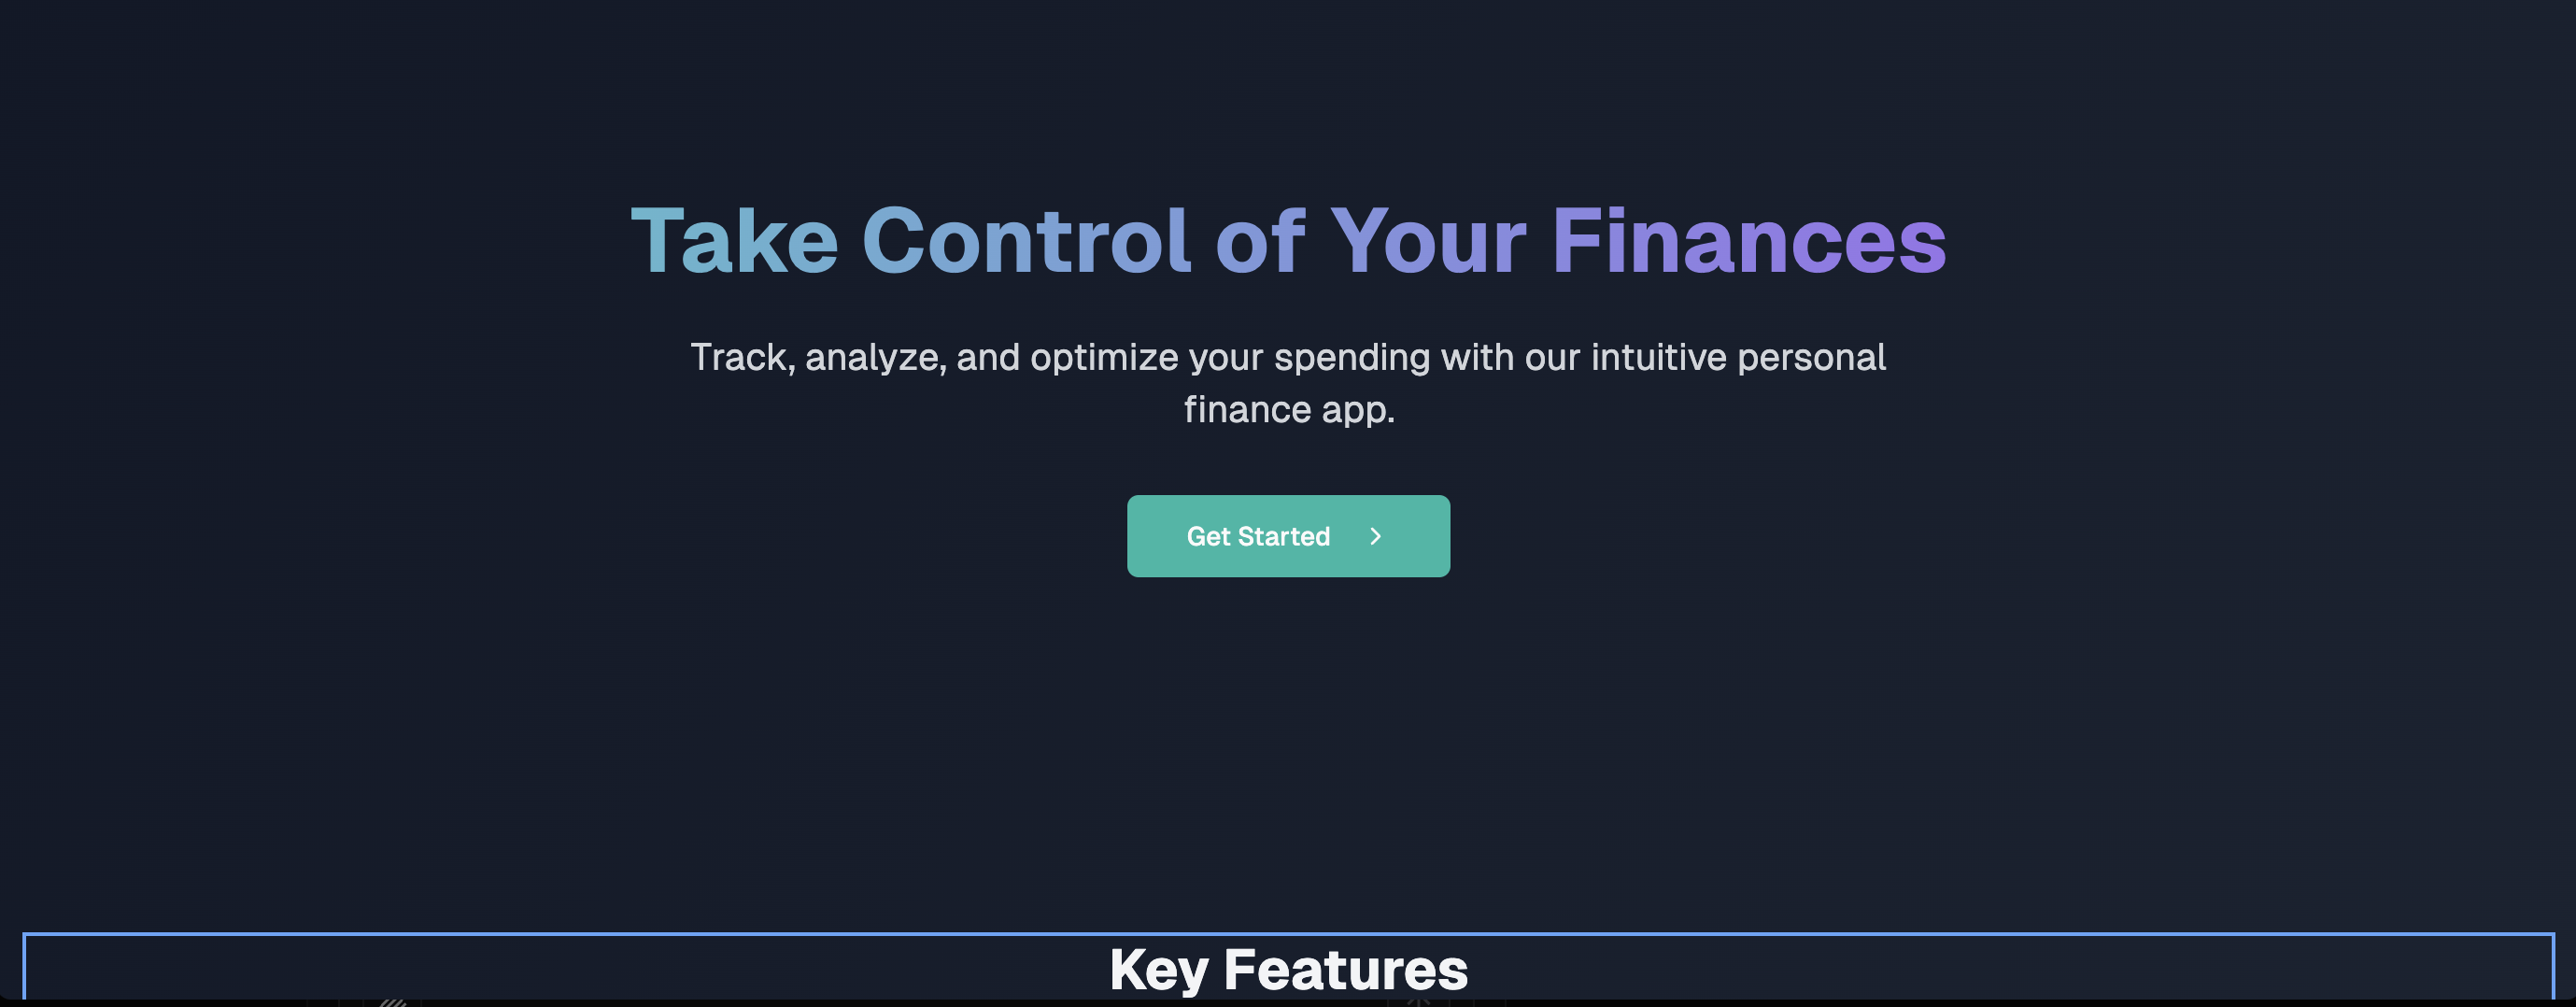 Take Control of Your Finances
Track, analyze, and optimize your spending with our intuitive personal
finance app.
Get Started
Key Features